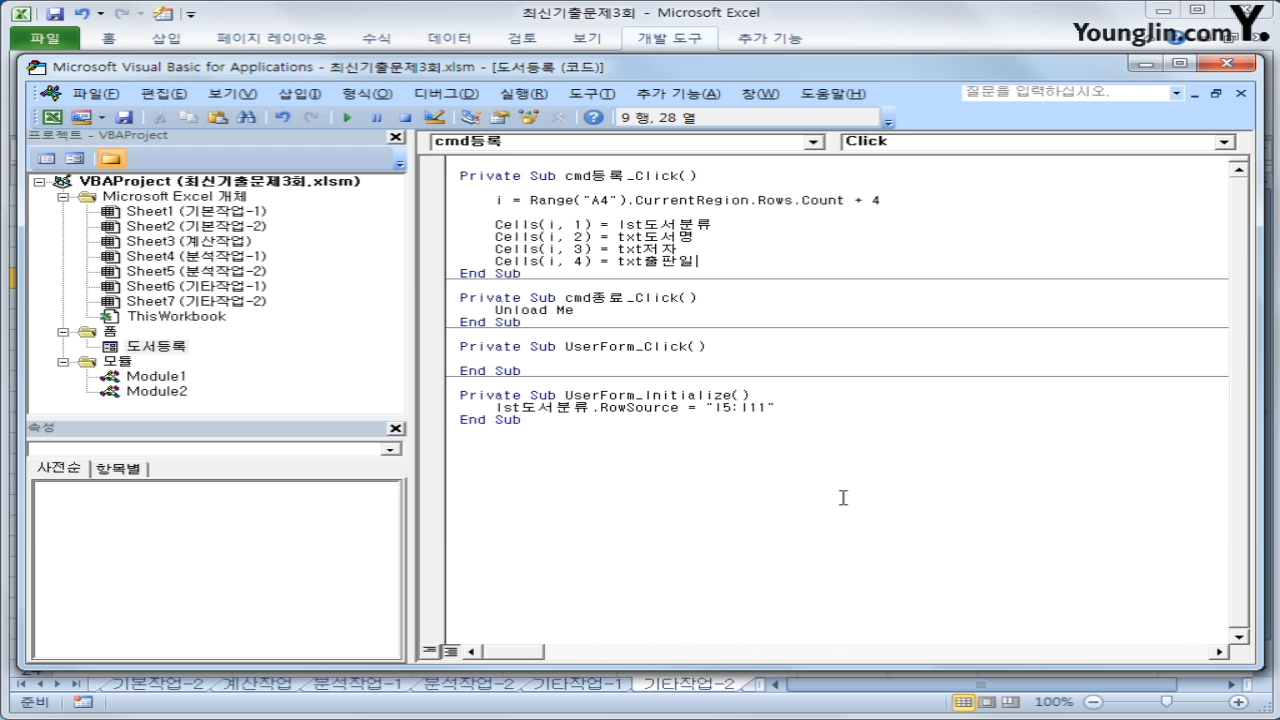 최신기출문제3회 - Microsoft Excel
Younglin.com Y.
파일 홈 삽입 페이지 레이아웃 수식 데이터 검토 보기 개발 도구 추가 기능
Microsoft Visual Basic for Applications - 최신기출문제3회.xlsm - [도서등록 (코드)]
파일(F) 편집(E) 보기(V) 삽입(I) 형식(O) 디버그(D) 실행(R) 도구(T) 추가 기능(A) 창(W) 도움말(H) 질문을 입력하십시오.
9 행, 28 열
프로젝트 - VBAProject
cmd등록 Click
VBAProject (최신기출문제3회.xlsm)
Microsoft Excel 개체
Sheet1 (기본작업-1)
Sheet2 (기본작업-2)
Sheet3 (계산작업)
Sheet4 (분석작업-1)
Sheet5 (분석작업-2)
Sheet6 (기타작업-1)
Sheet7 (기타작업-2)
ThisWorkbook
폼
도서등록
모듈
Module1
Module2
속성
사전순 항목별
Private Sub cmd등록_Click()
i = Range("A4").CurrentRegion.Rows.Count + 4
Cells(i, 1) = lst도서분류
Cells(i, 2) = txt도서명
Cells(i, 3) = txt저자
Cells(i, 4) = txt출판일
End Sub
Private Sub cmd종료_Click()
Unload Me
End Sub
Private Sub UserForm_Click()
End Sub
Private Sub UserForm_Initialize()
lst도서분류.RowSource = "I5:I11"
End Sub
기본작업-2 계산작업 분석작업-1 분석작업-2 기타작업-1 기타작업-2
준비 100%